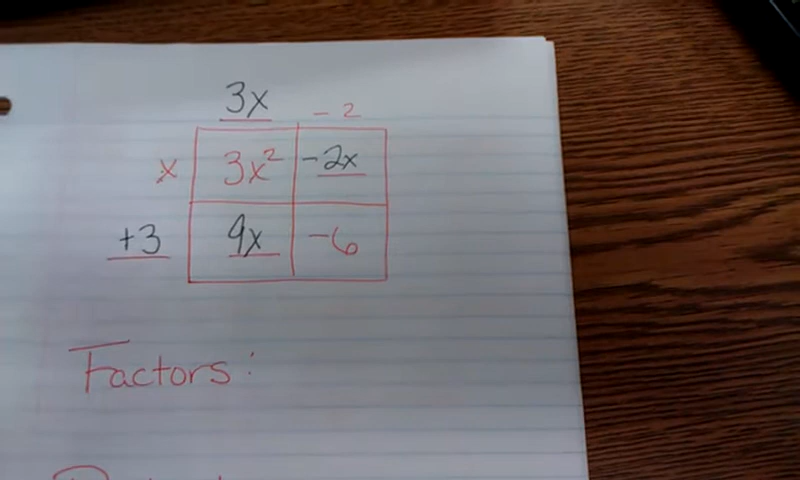 3x -2
x 3x² -2x
+3 9x -6
Factors: